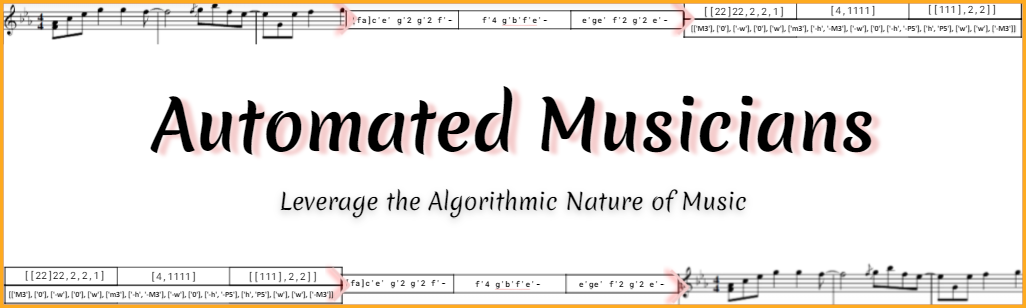 [fa]c'e' g'2 g'2 f'- f'4 g'b'f'e'- e'ge' f'2 g'2 e'- [[22]22,2,2,1] [4,1111] [[111],2,2]]
[['M3'], ['0'], ['-w'], ['0'], ['w'], ['m3'], ['-h', '-M3'], ['-w'], ['0'], ['-h', '-P5'], ['h', 'P5'], ['w'], ['w'], ['-M3']]
Automated Musicians
Leverage the Algorithmic Nature of Music
[[22]22,2,2,1] [4,1111] [[111],2,2]] [fa]c'e' g'2 g'2 f'- f'4 g'b'f'e'- e'ge' f'2 g'2 e'-
[['M3'], ['0'], ['-w'], ['0'], ['w'], ['m3'], ['-h', '-M3'], ['-w'], ['0'], ['-h', '-P5'], ['h', 'P5'], ['w'], ['w'], ['-M3']]